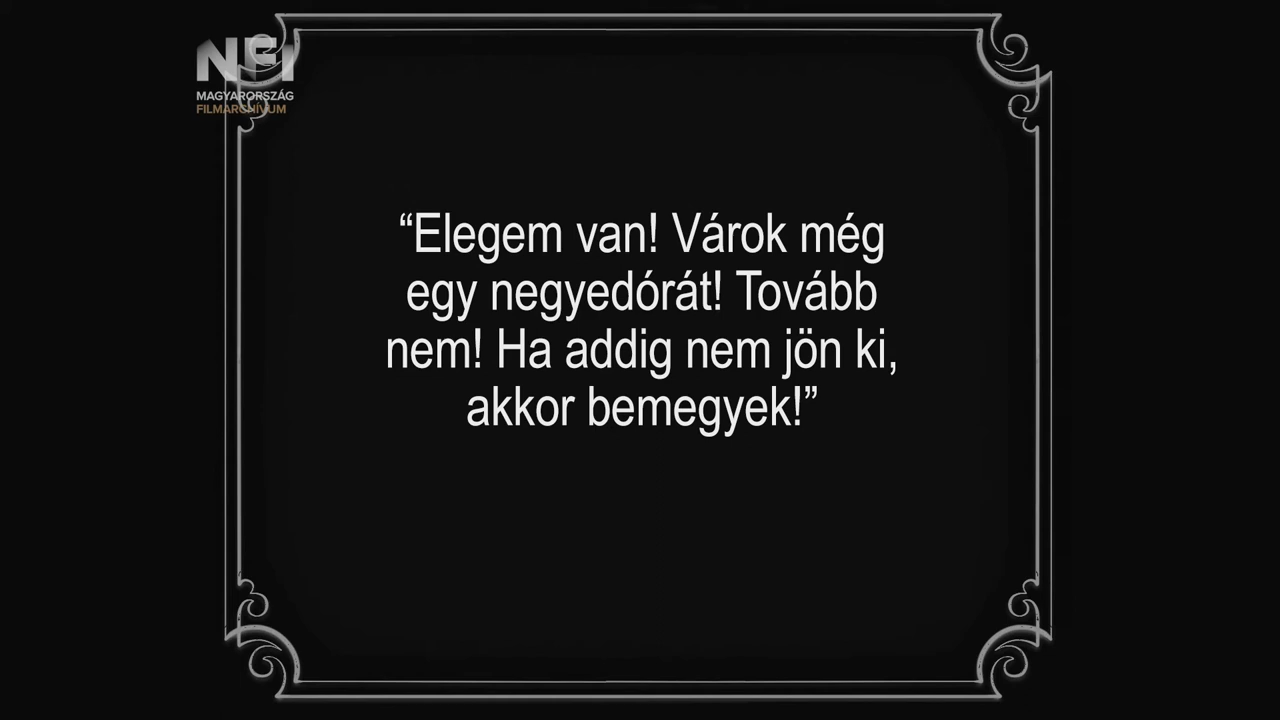 NFI
MAGYARORSZÁG
FILMARCHÍVUM
“Elegem van! Várok még
egy negyedórát! Tovább
nem! Ha addig nem jön ki,
akkor bemegyek!”